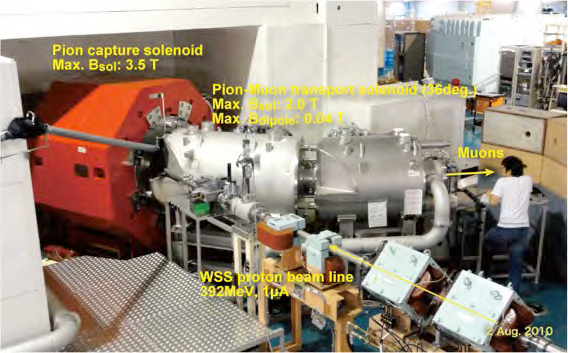 Pion capture solenoid
Max. Bsol: 3.5 T
Pion-Muon transport solenoid (36deg.)
Max. Bsol: 2.0 T
Max. Bdipole: 0.04 T
Muons
WSS proton beam line
392MeV, 1μA
2 Aug. 2010